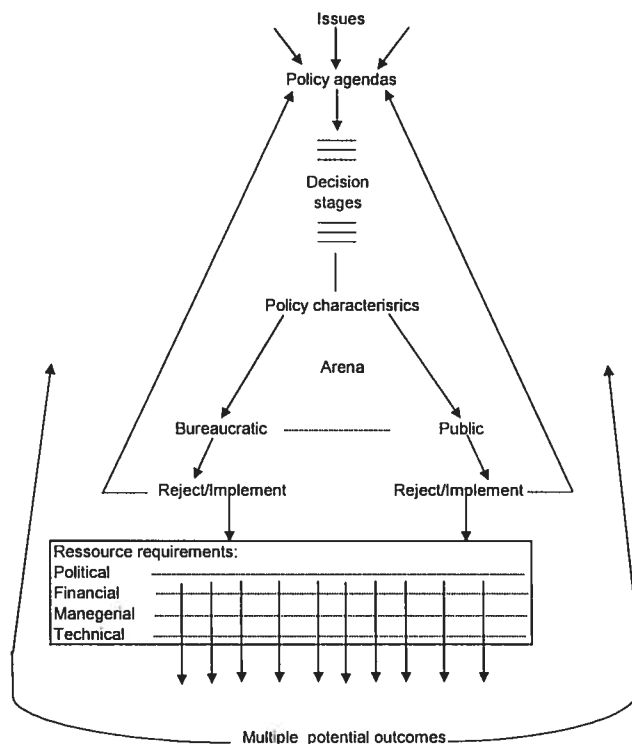 Issues
Policy agendas
Decision
stages
Policy characterisrics
Arena
Bureaucratic
Public
Reject/Implement
Reject/Implement
Ressource requirements:
Political
Financial
Manegerial
Technical
Multiple potential outcomes